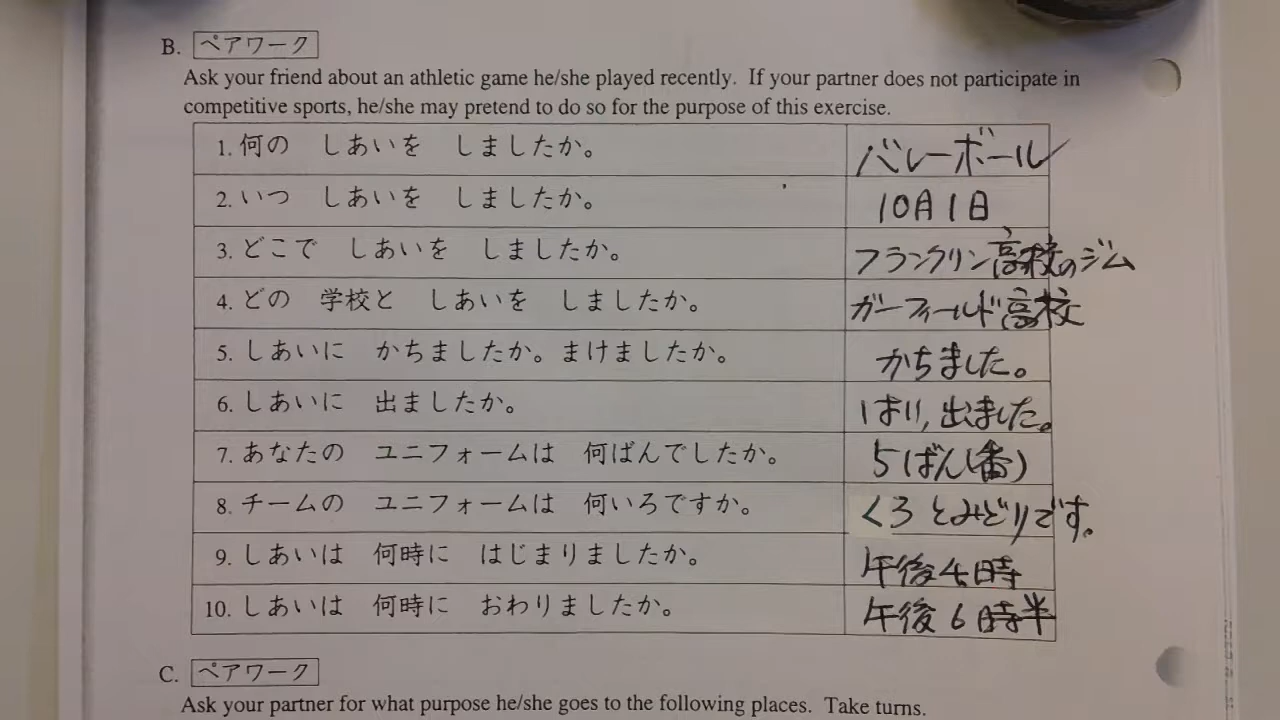 B. ペアワーク
Ask your friend about an athletic game he/she played recently. If your partner does not participate in
competitive sports, he/she may pretend to do so for the purpose of this exercise.
1. 何の しあいを しましたか。 バレーボール
2. いつ しあいを しましたか。 10月1日
3. どこで しあいを しましたか。 フランクリン高校のジム
4. どの 学校と しあいを しましたか。 ガーフィールド高校
5. しあいに かちましたか。まけましたか。 かちました。
6. しあいに 出ましたか。 はい, 出ました。
7. あなたの ユニフォームは 何ばんでしたか。 5ばん(番)
8. チームの ユニフォームは 何いろですか。 くろとみどりです。
9. しあいは 何時に はじまりましたか。 午後4時
10. しあいは 何時に おわりましたか。 午後6時半
C. ペアワーク
Ask your partner for what purpose he/she goes to the following places. Take turns.